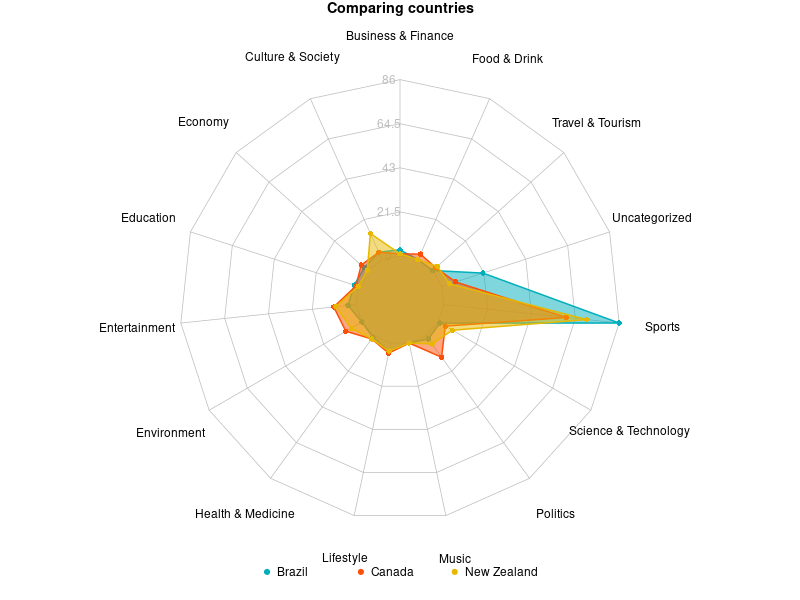 Comparing countries
Business & Finance
Culture & Society
Food & Drink
86
Economy
Travel & Tourism
64.5
43
21.5
Education
Uncategorized
Entertainment
Sports
Environment
Science & Technology
Health & Medicine
Politics
Lifestyle
Music
Brazil
Canada
New Zealand